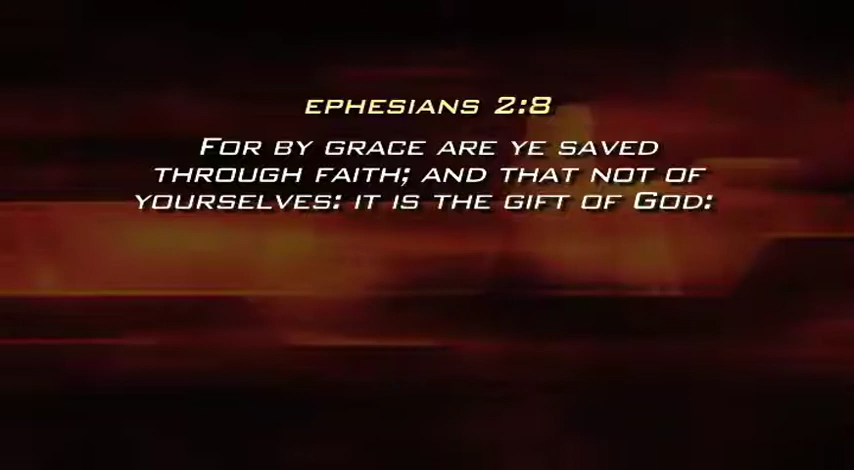 EPHESIANS 2:8
FOR BY GRACE ARE YE SAVED
THROUGH FAITH; AND THAT NOT OF
YOURSELVES: IT IS THE GIFT OF GOD: